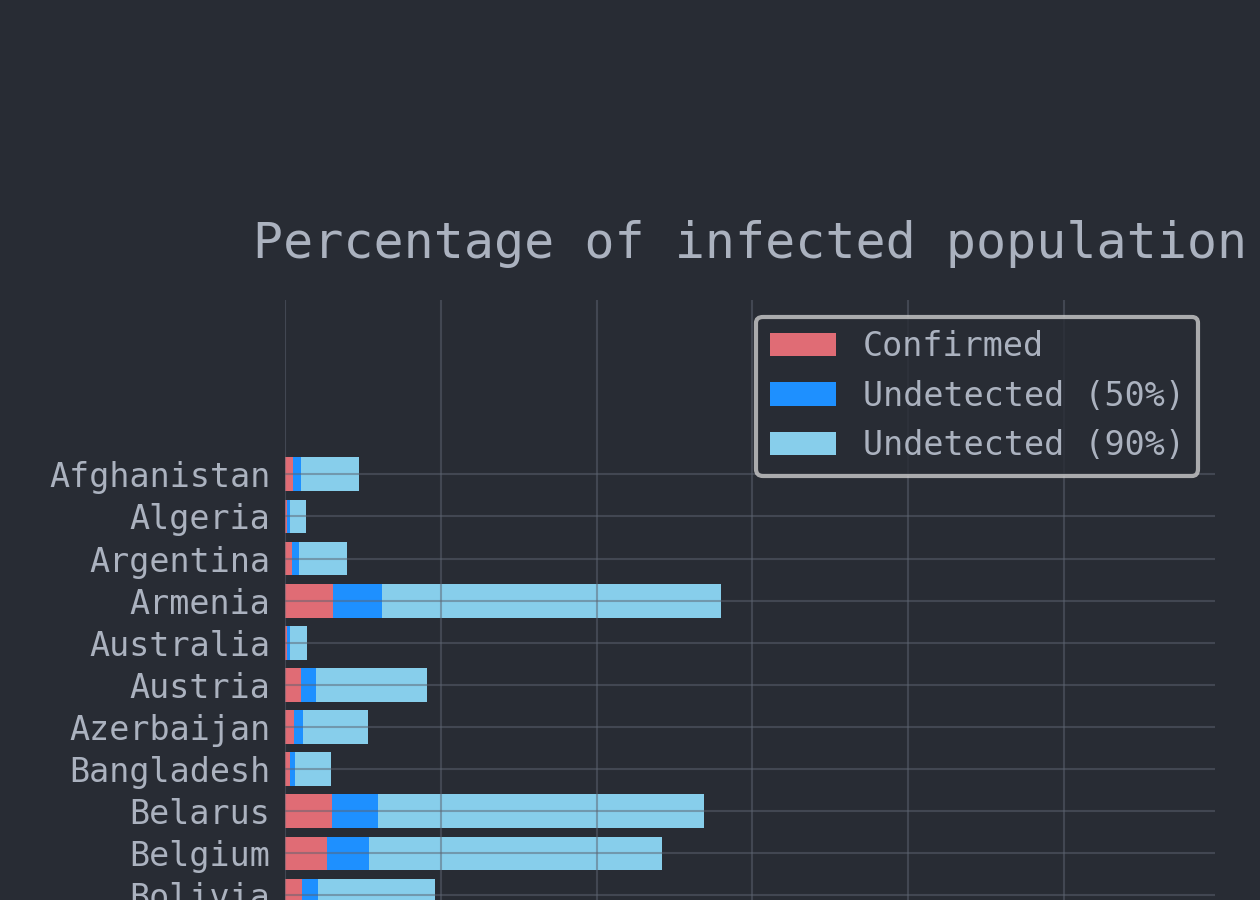 Percentage of infected population
Confirmed
Undetected (50%)
Undetected (90%)
Afghanistan
Algeria
Argentina
Armenia
Australia
Austria
Azerbaijan
Bangladesh
Belarus
Belgium
Bolivia